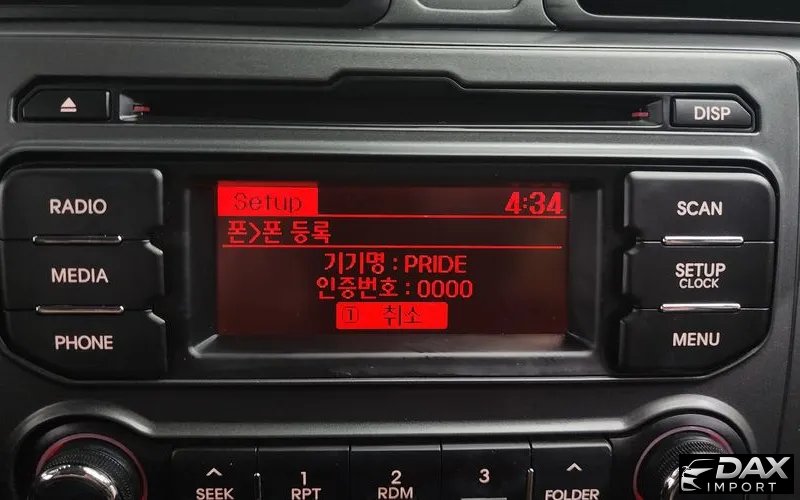 DISP
RADIO
MEDIA
PHONE
Setup 4:34
폰>폰 등록
기기명 : PRIDE
인증번호 : 0000
① 취소
SCAN
SETUP
CLOCK
MENU
SEEK
1
RPT
2
RDM
3
FOLDER
DAX
IMPORT